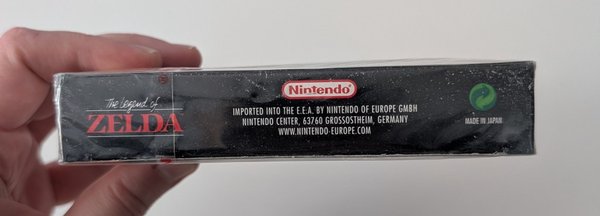 The Legend of
ZELDA
Nintendo
IMPORTED INTO THE E.E.A. BY NINTENDO OF EUROPE GMBH
NINTENDO CENTER, 63760 GROSSOSTHEIM, GERMANY
WWW.NINTENDO-EUROPE.COM
MADE IN JAPAN